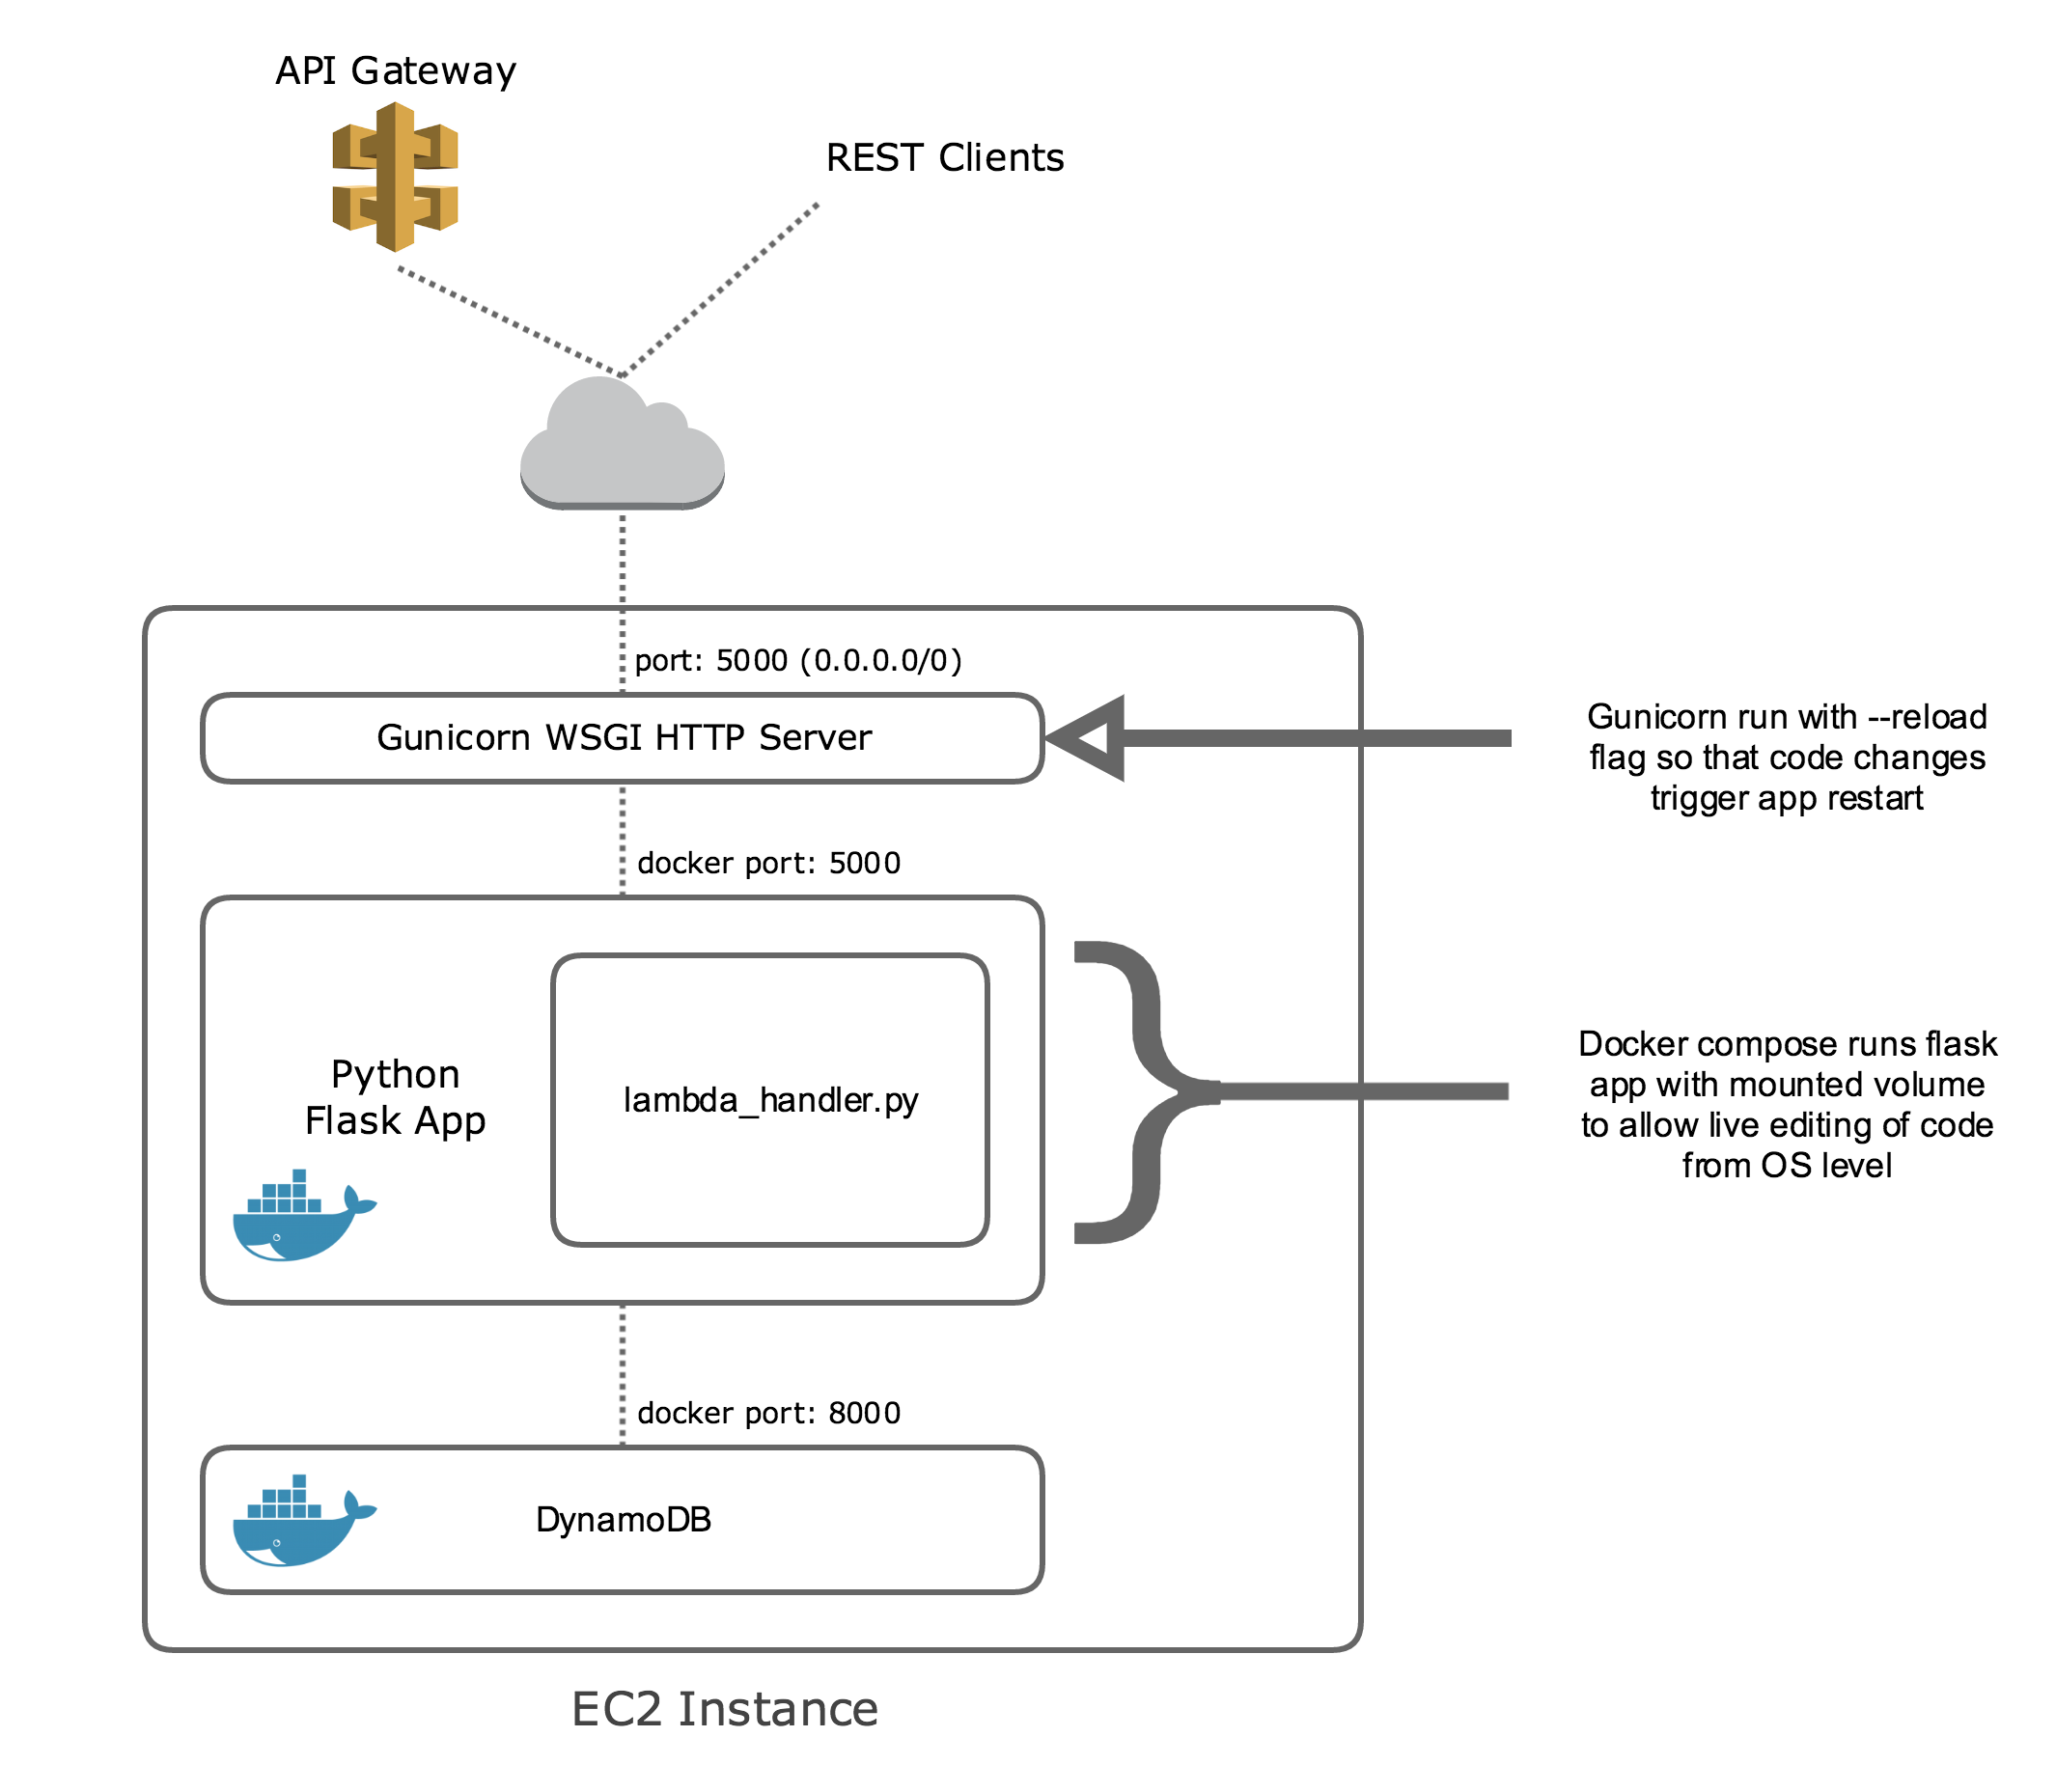 API Gateway
REST Clients
port: 5000 (0.0.0.0/0)
Gunicorn WSGI HTTP Server
Gunicorn run with --reload
flag so that code changes
trigger app restart
docker port: 5000
Python
Flask App
lambda_handler.py
Docker compose runs flask
app with mounted volume
to allow live editing of code
from OS level
docker port: 8000
DynamoDB
EC2 Instance